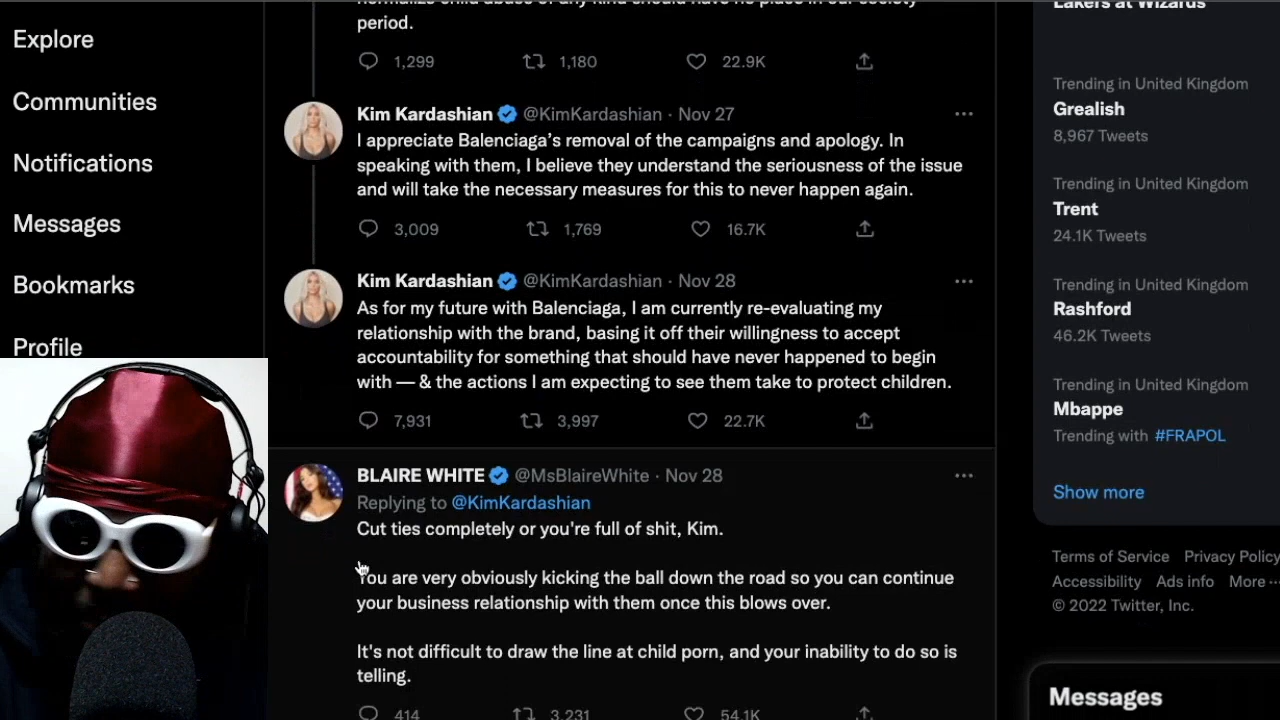 Explore
Communities
Notifications
Messages
Bookmarks
Profile
normalize child abuse of any kind should have no place in our society
period.
1,299 1,180 22.9K
Kim Kardashian @KimKardashian · Nov 27
I appreciate Balenciaga’s removal of the campaigns and apology. In
speaking with them, I believe they understand the seriousness of the issue
and will take the necessary measures for this to never happen again.
3,009 1,769 16.7K
Kim Kardashian @KimKardashian · Nov 28
As for my future with Balenciaga, I am currently re-evaluating my
relationship with the brand, basing it off their willingness to accept
accountability for something that should have never happened to begin
with — & the actions I am expecting to see them take to protect children.
7,931 3,997 22.7K
BLAIRE WHITE @MsBlaireWhite · Nov 28
Replying to @KimKardashian
Cut ties completely or you're full of shit, Kim.
You are very obviously kicking the ball down the road so you can continue
your business relationship with them once this blows over.
It's not difficult to draw the line at child porn, and your inability to do so is
telling.
414 3,231 54.1K
Lakers at Wizards
Trending in United Kingdom
Grealish
8,967 Tweets
Trending in United Kingdom
Trent
24.1K Tweets
Trending in United Kingdom
Rashford
46.2K Tweets
Trending in United Kingdom
Mbappe
Trending with #FRAPOL
Show more
Terms of Service Privacy Policy
Accessibility Ads info More ···
© 2022 Twitter, Inc.
Messages